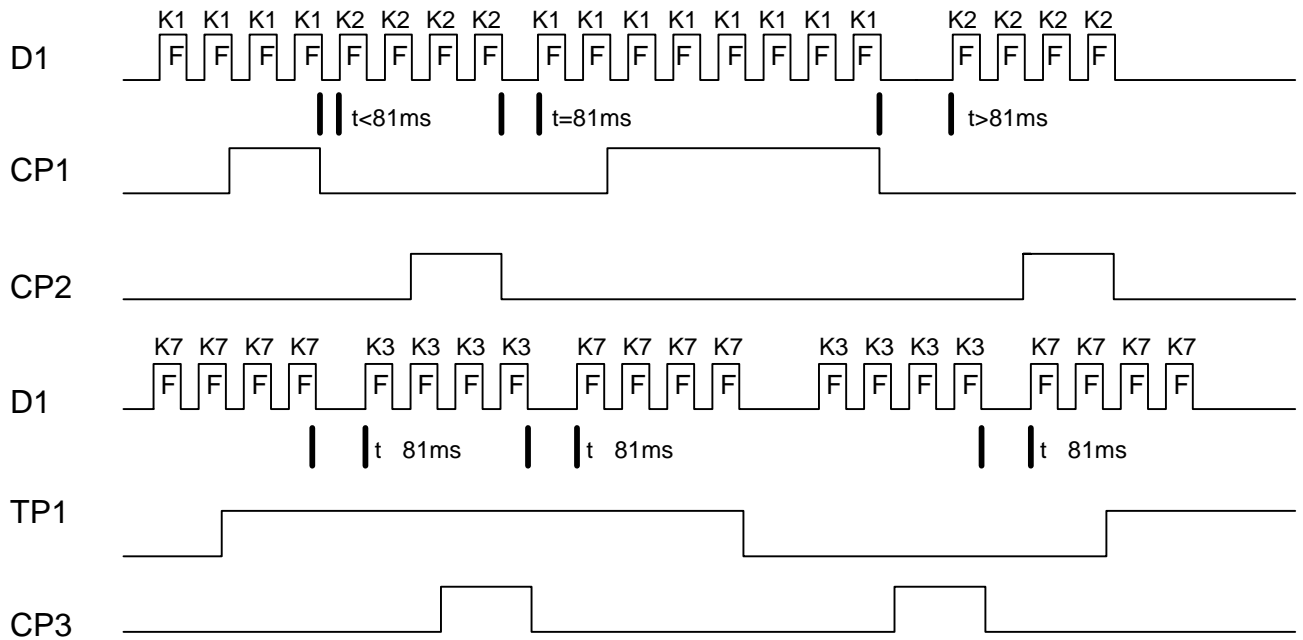 K1 K1 K1 K1 K2 K2 K2 K2 K1 K1 K1 K1 K1 K1 K1 K1 K2 K2 K2 K2
D1 F F F F F F F F F F F F F F F F F F F F
t<81ms t=81ms t>81ms
CP1
CP2
K7 K7 K7 K7 K3 K3 K3 K3 K7 K7 K7 K7 K3 K3 K3 K3 K7 K7 K7 K7
D1 F F F F F F F F F F F F F F F F F F F F
t 81ms t 81ms t 81ms
TP1
CP3